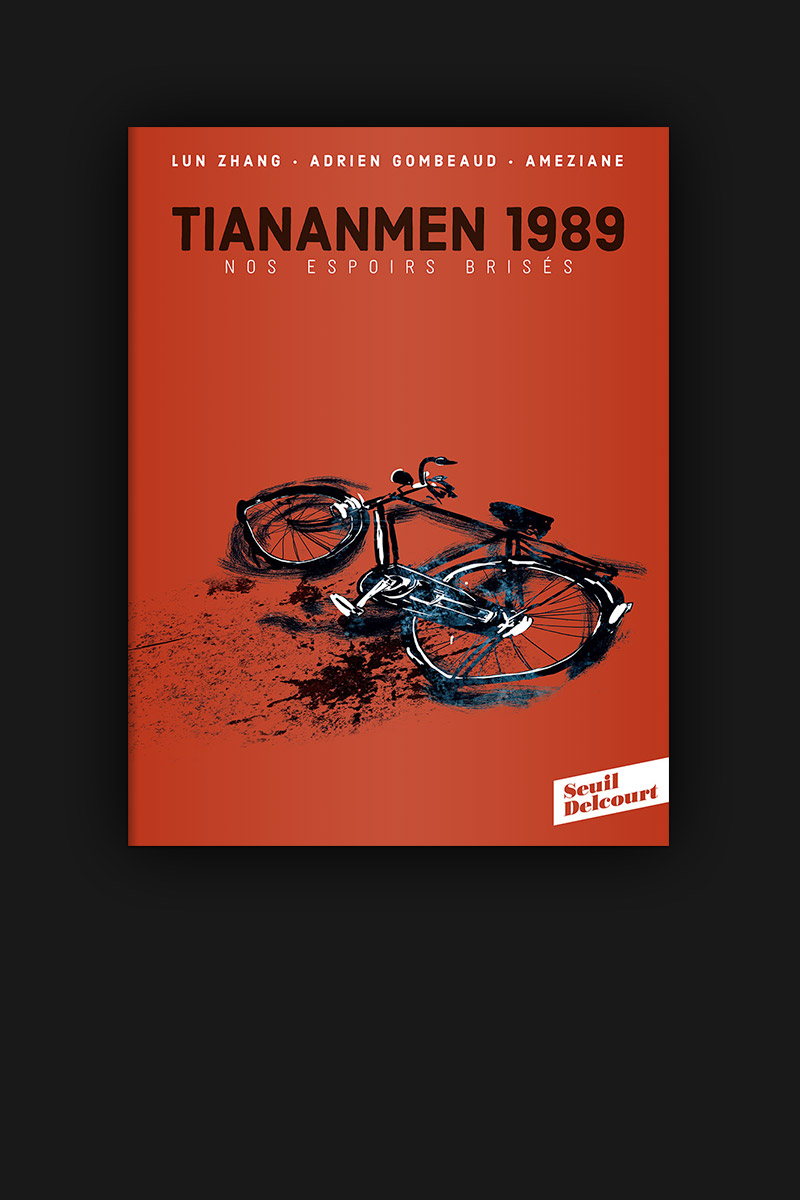 LUN ZHANG · ADRIEN GOMBEAUD · AMEZIANE
TIANANMEN 1989
NOS ESPOIRS BRISÉS
Seuil
Delcourt